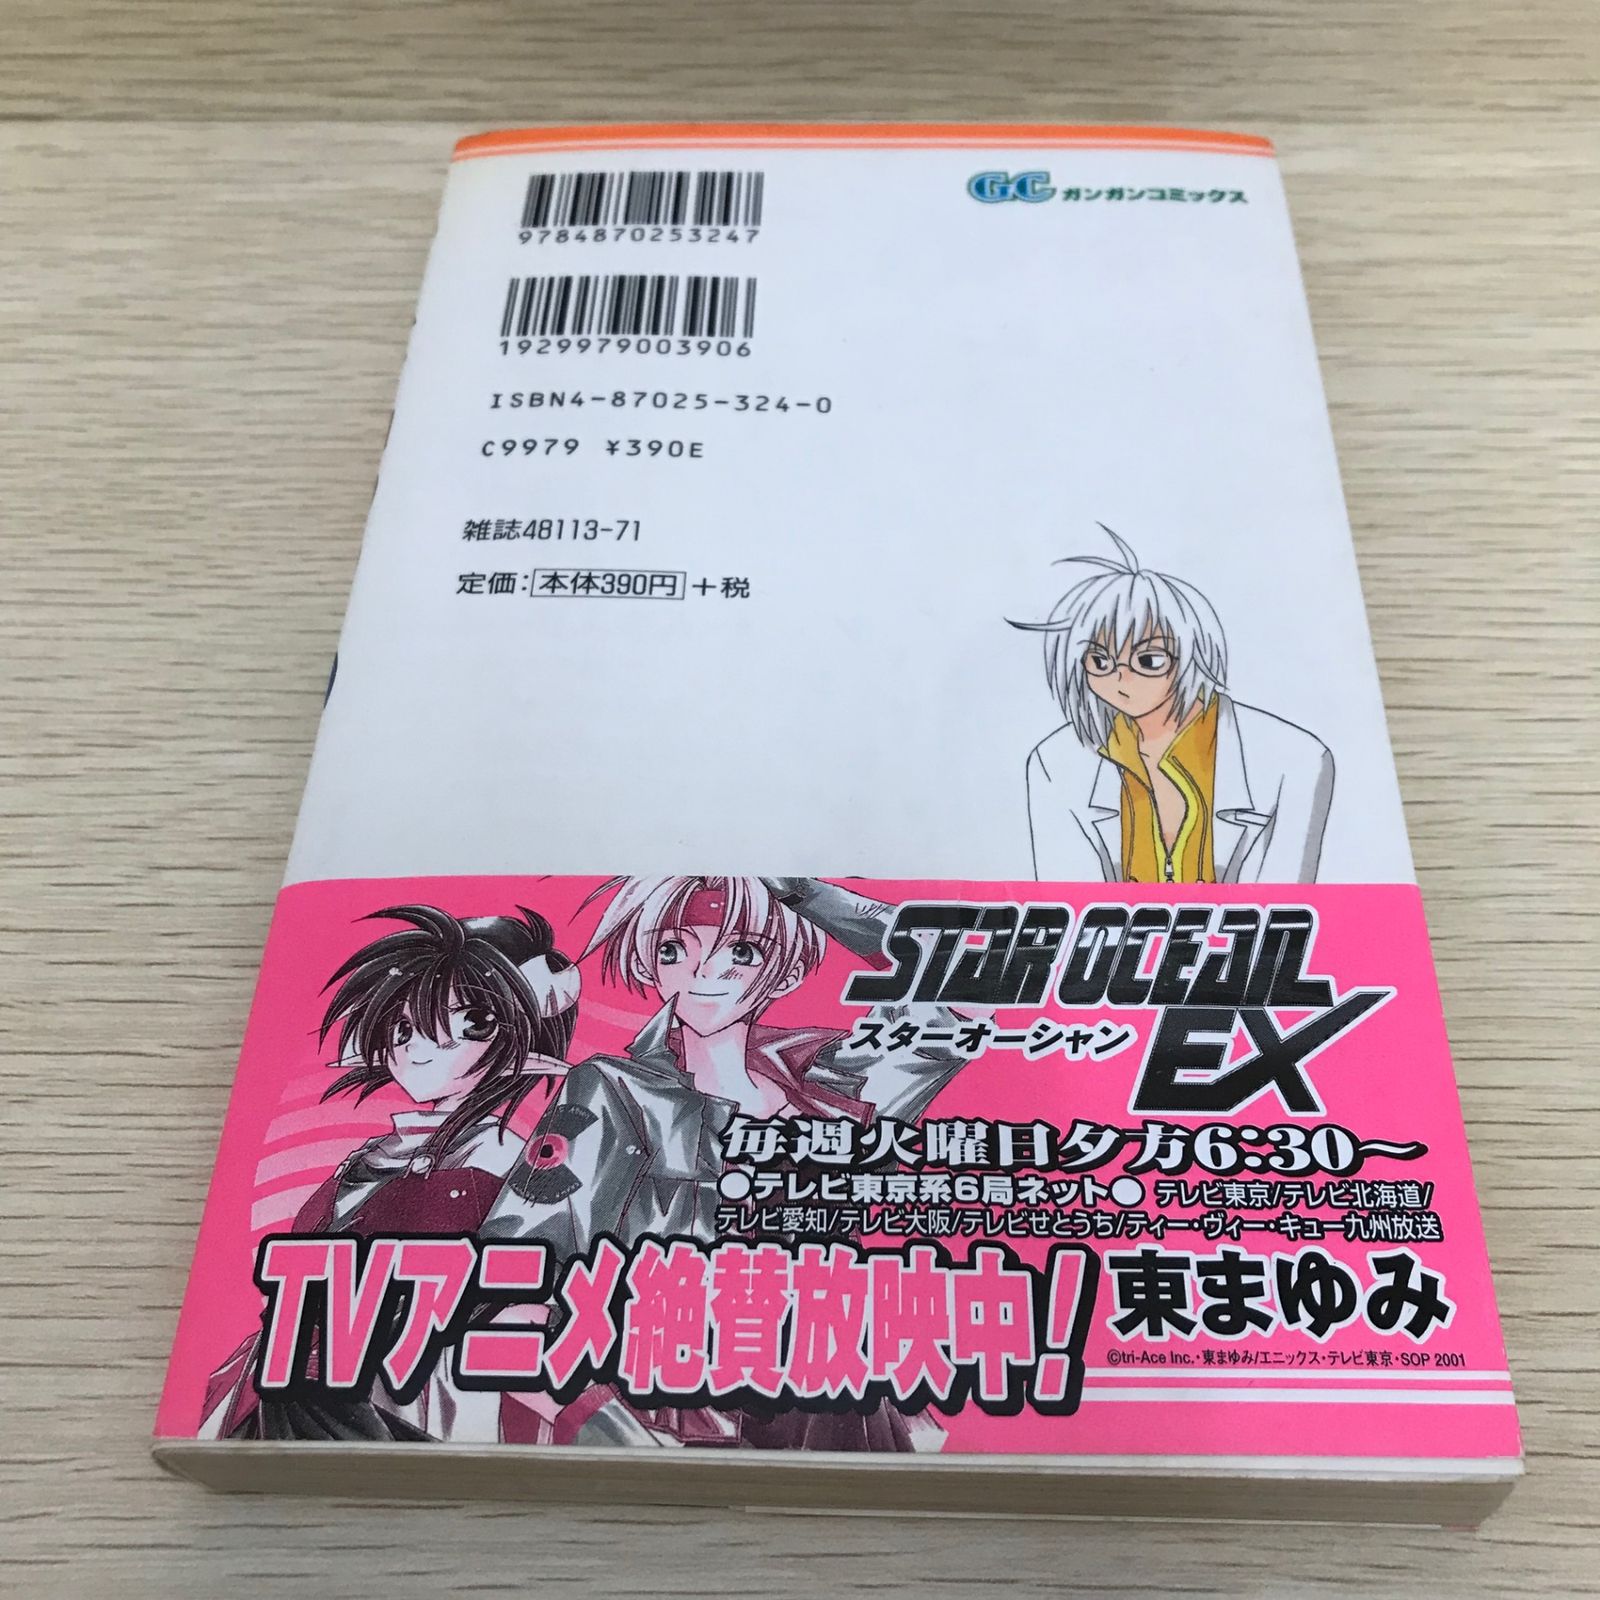 9784870253247
GC ガンガンコミックス
1929979003906
ISBN4-87025-324-0
C9979 ¥390E
雑誌48113-71
定価：本体390円＋税
STAR OCEAN
スターオーシャン EX
毎週火曜日夕方6:30～
●テレビ東京系6局ネット● テレビ東京/テレビ北海道/
テレビ愛知/テレビ大阪/テレビせとうち/ティー・ヴィー・キュー九州放送
TVアニメ絶賛放映中！
東まゆみ
©tri-Ace Inc.・東まゆみ/エニックス・テレビ東京・SOP 2001